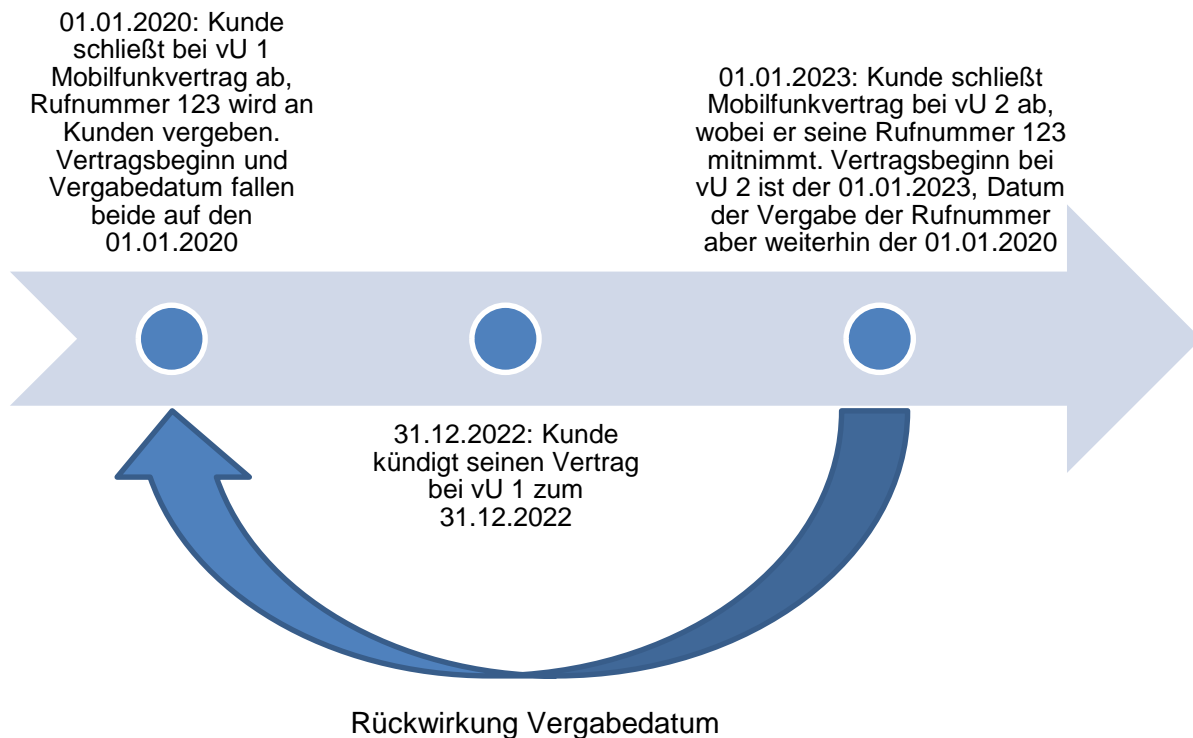 01.01.2020: Kunde
schließt bei vU 1
Mobilfunkvertrag ab,
Rufnummer 123 wird an
Kunden vergeben.
Vertragsbeginn und
Vergabedatum fallen
beide auf den
01.01.2020
31.12.2022: Kunde
kündigt seinen Vertrag
bei vU 1 zum
31.12.2022
01.01.2023: Kunde schließt
Mobilfunkvertrag bei vU 2 ab,
wobei er seine Rufnummer 123
mitnimmt. Vertragsbeginn bei
vU 2 ist der 01.01.2023, Datum
der Vergabe der Rufnummer
aber weiterhin der 01.01.2020
Rückwirkung Vergabedatum